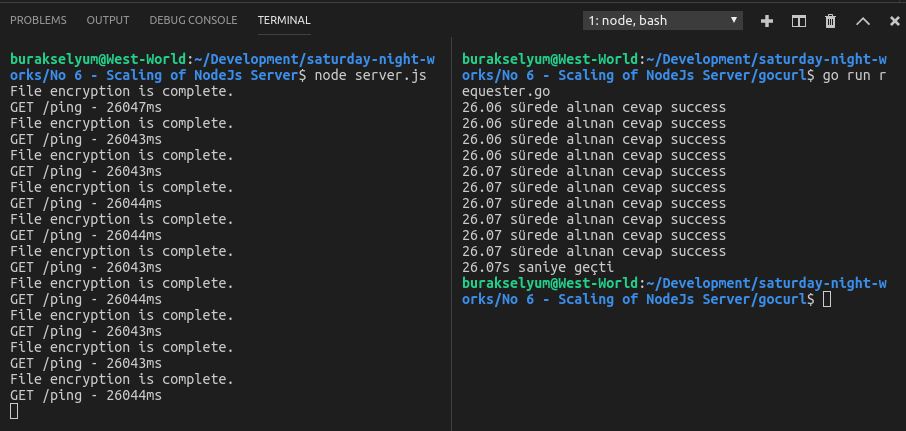 PROBLEMS OUTPUT DEBUG CONSOLE TERMINAL 1: node, bash
burakselyum@West-World:~/Development/saturday-night-w
orks/No 6 - Scaling of NodeJs Server$ node server.js
File encryption is complete.
GET /ping - 26047ms
File encryption is complete.
GET /ping - 26043ms
File encryption is complete.
GET /ping - 26043ms
File encryption is complete.
GET /ping - 26044ms
File encryption is complete.
GET /ping - 26044ms
File encryption is complete.
GET /ping - 26043ms
File encryption is complete.
GET /ping - 26044ms
File encryption is complete.
GET /ping - 26043ms
File encryption is complete.
GET /ping - 26043ms
File encryption is complete.
GET /ping - 26044ms
burakselyum@West-World:~/Development/saturday-night-w
orks/No 6 - Scaling of NodeJs Server/gocurl$ go run r
equester.go
26.06 sürede alınan cevap success
26.06 sürede alınan cevap success
26.06 sürede alınan cevap success
26.06 sürede alınan cevap success
26.07 sürede alınan cevap success
26.07 sürede alınan cevap success
26.07 sürede alınan cevap success
26.07 sürede alınan cevap success
26.07 sürede alınan cevap success
26.07 sürede alınan cevap success
26.07s saniye geçti
burakselyum@West-World:~/Development/saturday-night-w
orks/No 6 - Scaling of NodeJs Server/gocurl$